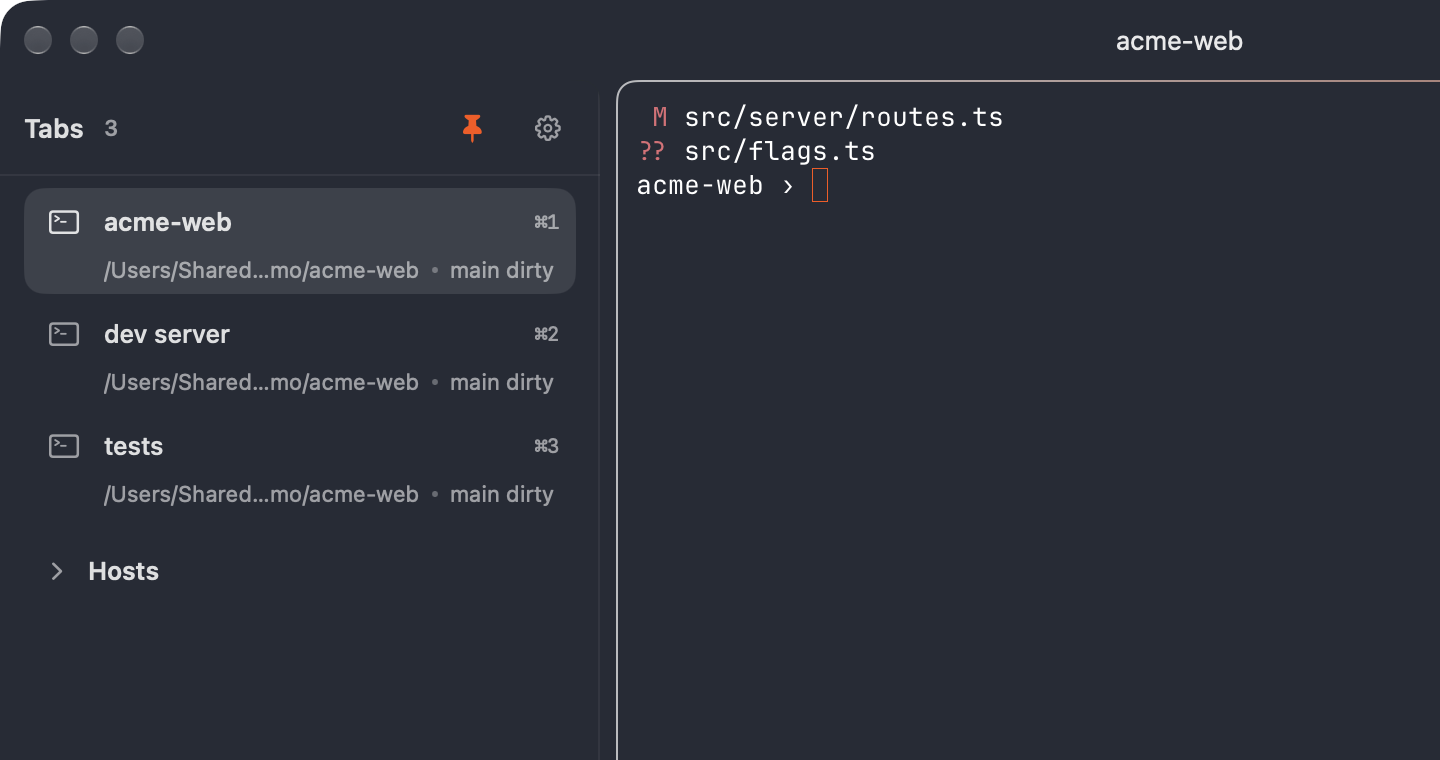 acme-web
Tabs 3
acme-web ⌘1
/Users/Shared...mo/acme-web • main dirty
dev server ⌘2
/Users/Shared...mo/acme-web • main dirty
tests ⌘3
/Users/Shared...mo/acme-web • main dirty
Hosts
M src/server/routes.ts
?? src/flags.ts
acme-web ›